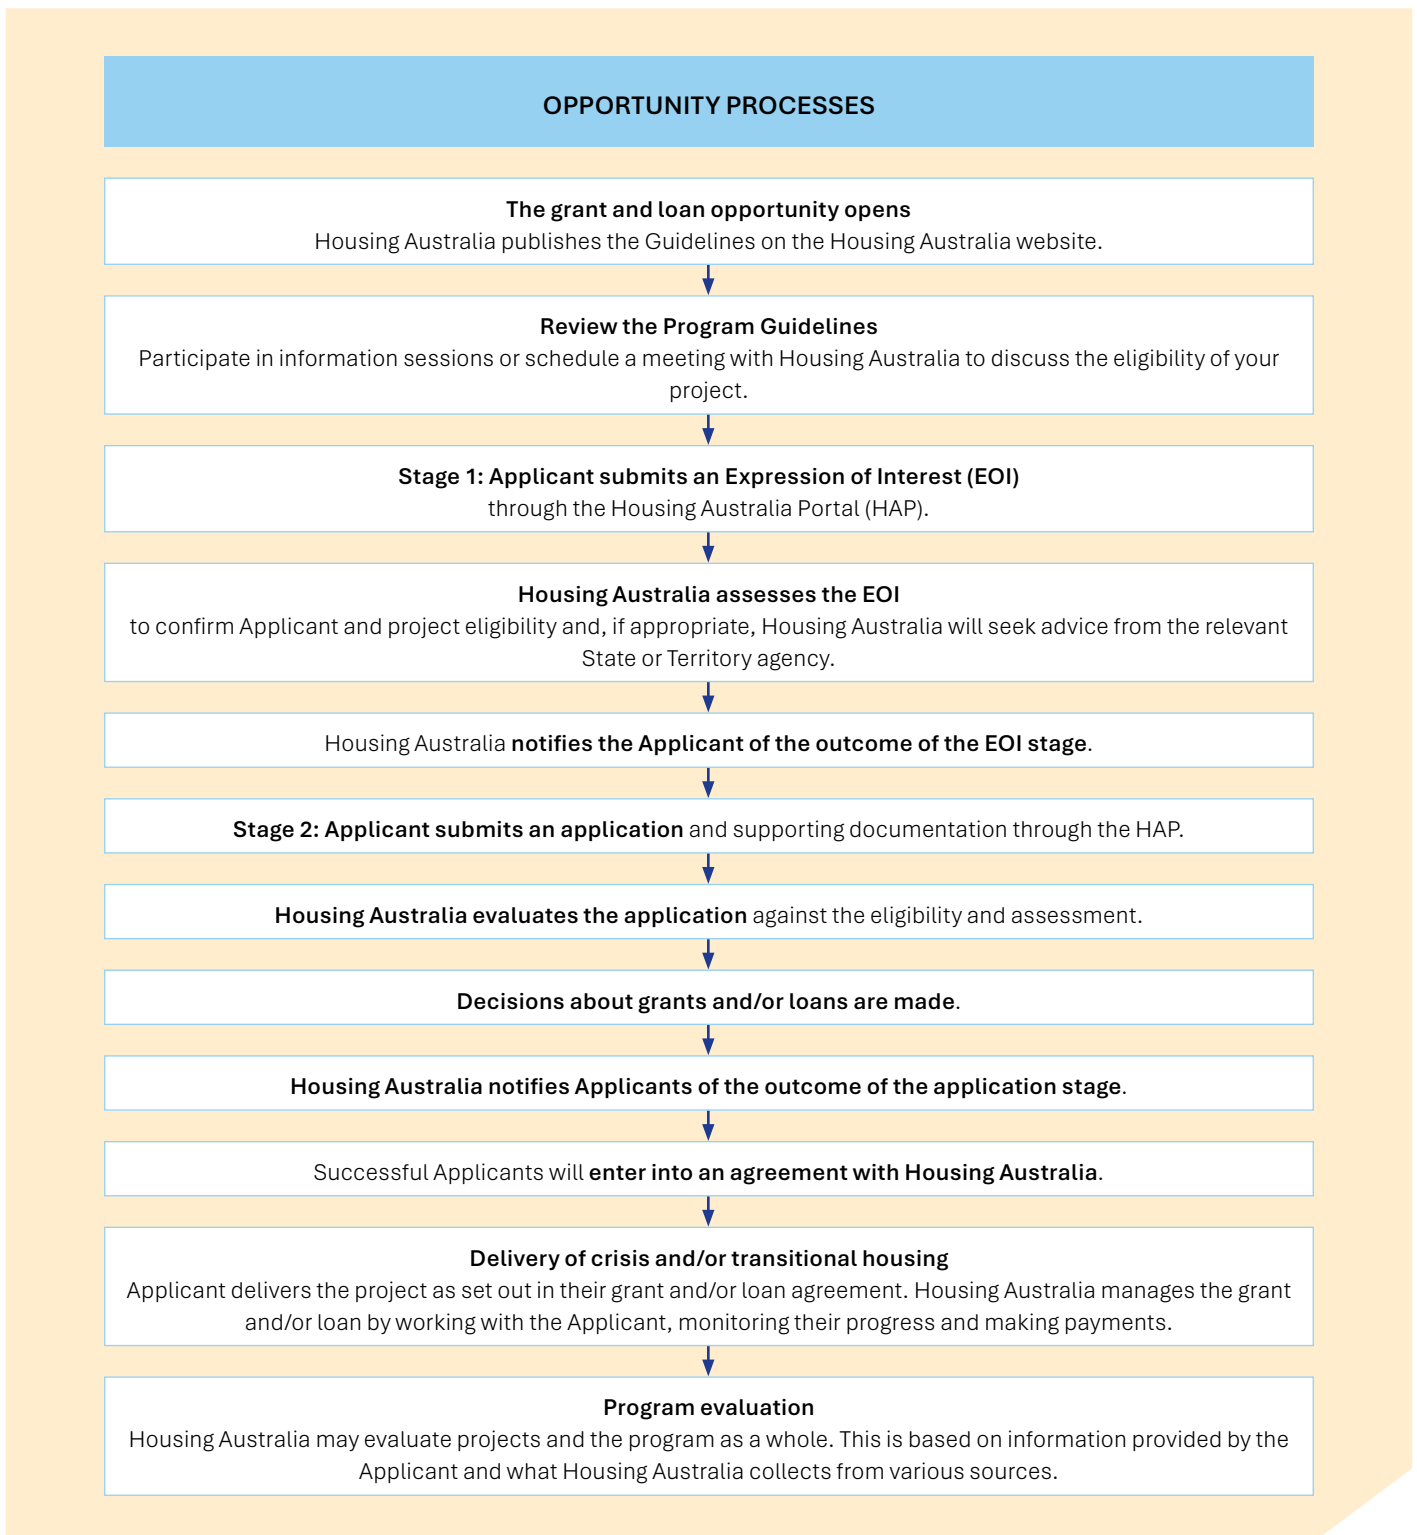 OPPORTUNITY PROCESSES
The grant and loan opportunity opens
Housing Australia publishes the Guidelines on the Housing Australia website.
Review the Program Guidelines
Participate in information sessions or schedule a meeting with Housing Australia to discuss the eligibility of your
project.
Stage 1: Applicant submits an Expression of Interest (EOI)
through the Housing Australia Portal (HAP).
Housing Australia assesses the EOI
to confirm Applicant and project eligibility and, if appropriate, Housing Australia will seek advice from the relevant
State or Territory agency.
Housing Australia notifies the Applicant of the outcome of the EOI stage.
Stage 2: Applicant submits an application and supporting documentation through the HAP.
Housing Australia evaluates the application against the eligibility and assessment.
Decisions about grants and/or loans are made.
Housing Australia notifies Applicants of the outcome of the application stage.
Successful Applicants will enter into an agreement with Housing Australia.
Delivery of crisis and/or transitional housing
Applicant delivers the project as set out in their grant and/or loan agreement. Housing Australia manages the grant
and/or loan by working with the Applicant, monitoring their progress and making payments.
Program evaluation
Housing Australia may evaluate projects and the program as a whole. This is based on information provided by the
Applicant and what Housing Australia collects from various sources.